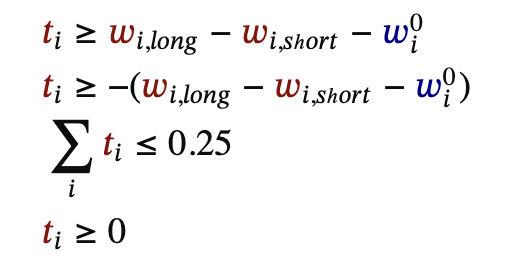 tᵢ ≥ wᵢ,long − wᵢ,short − wᵢ⁰
tᵢ ≥ −(wᵢ,long − wᵢ,short − wᵢ⁰)
∑ᵢ tᵢ ≤ 0.25
tᵢ ≥ 0